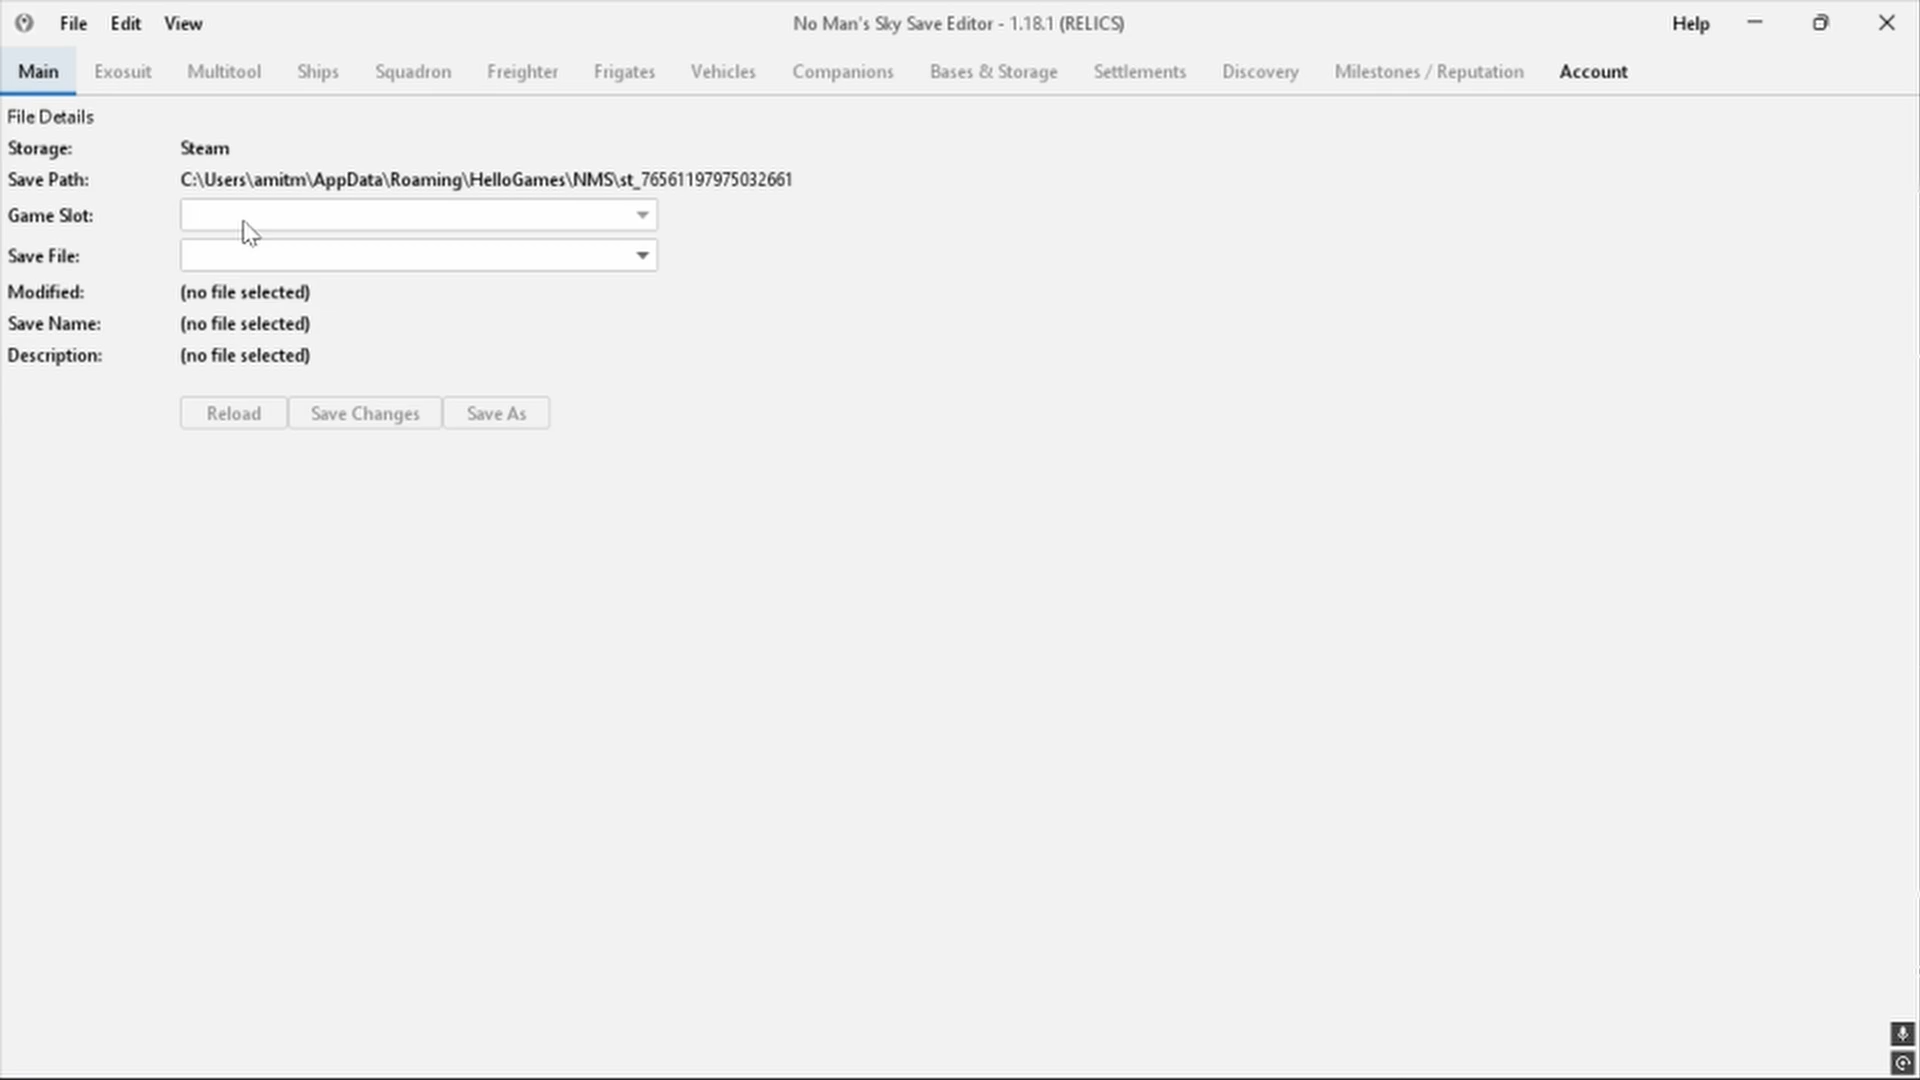 File Edit View No Man's Sky Save Editor - 1.18.1 (RELICS) Help
Main Exosuit Multitool Ships Squadron Freighter Frigates Vehicles Companions Bases & Storage Settlements Discovery Milestones / Reputation Account
File Details
Storage: Steam
Save Path: C:\Users\amitm\AppData\Roaming\HelloGames\NMS\st_76561197975032661
Game Slot:
Save File:
Modified: (no file selected)
Save Name: (no file selected)
Description: (no file selected)
Reload Save Changes Save As